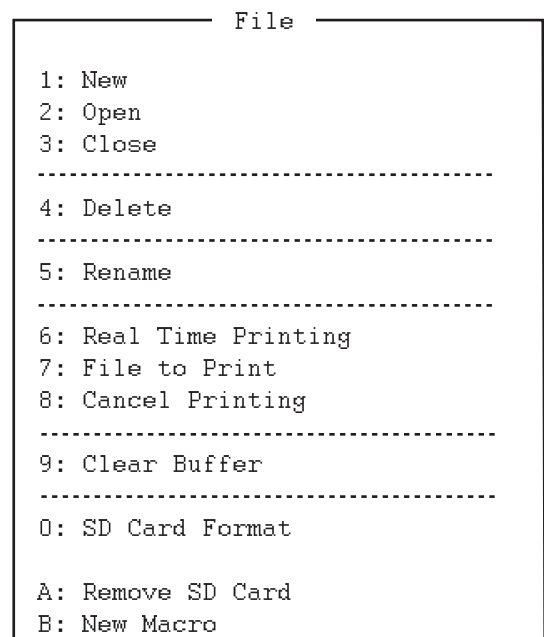 File
1: New
2: Open
3: Close
4: Delete
5: Rename
6: Real Time Printing
7: File to Print
8: Cancel Printing
9: Clear Buffer
0: SD Card Format
A: Remove SD Card
B: New Macro